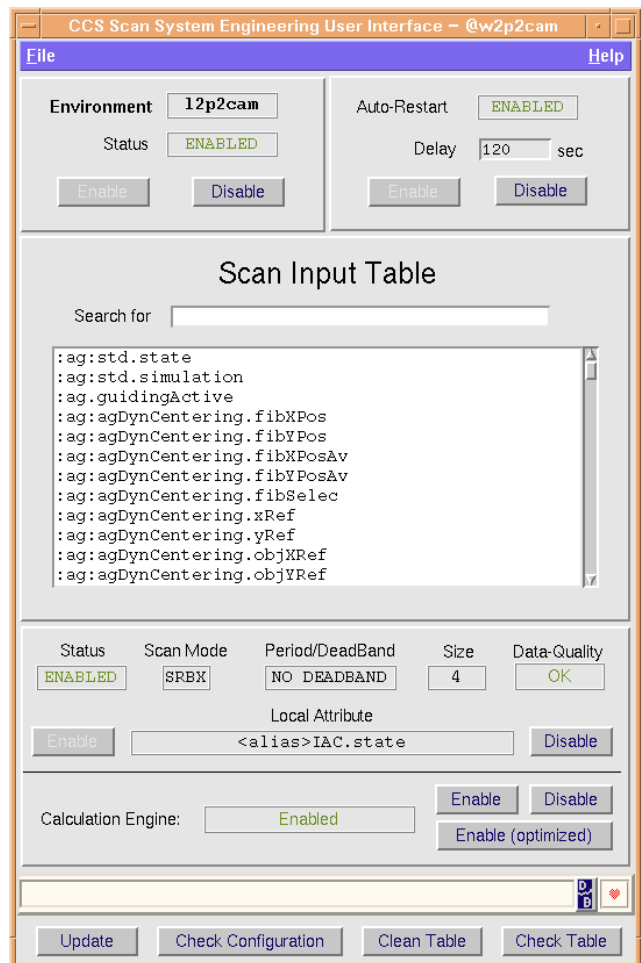 CCS Scan System Engineering User Interface – @w2p2cam
File Help
Environment l2p2cam
Status ENABLED
Enable Disable
Auto-Restart ENABLED
Delay 120 sec
Enable Disable
Scan Input Table
Search for
:ag:std.state
:ag:std.simulation
:ag.guidingActive
:ag:agDynCentering.fibXPos
:ag:agDynCentering.fibYPos
:ag:agDynCentering.fibXPosAv
:ag:agDynCentering.fibYPosAv
:ag:agDynCentering.fibSelec
:ag:agDynCentering.xRef
:ag:agDynCentering.yRef
:ag:agDynCentering.objXRef
:ag:agDynCentering.objYRef
Status Scan Mode Period/DeadBand Size Data-Quality
ENABLED SRBX NO DEADBAND 4 OK
Local Attribute
Enable <alias>IAC.state Disable
Calculation Engine: Enabled
Enable Disable
Enable (optimized)
D B
Update Check Configuration Clean Table Check Table